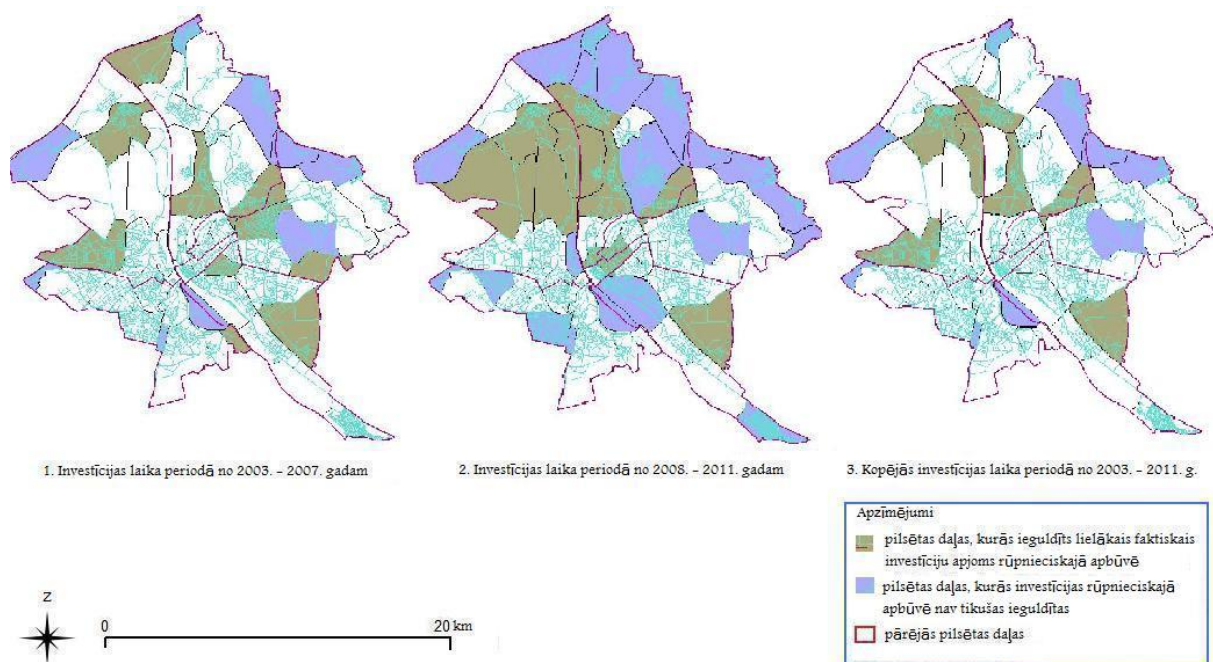 1. Investīcijas laika periodā no 2003. – 2007. gadam
2. Investīcijas laika periodā no 2008. – 2011. gadam
3. Kopējās investīcijas laika periodā no 2003. – 2011. g.
Apzīmējumi
pilsētas daļas, kurās ieguldīts lielākais faktiskais
investīciju apjoms rūpnieciskajā apbūvē
pilsētas daļas, kurās investīcijas rūpnieciskajā
apbūvē nav tikušas ieguldītas
pārējās pilsētas daļas
Z
0
20 km